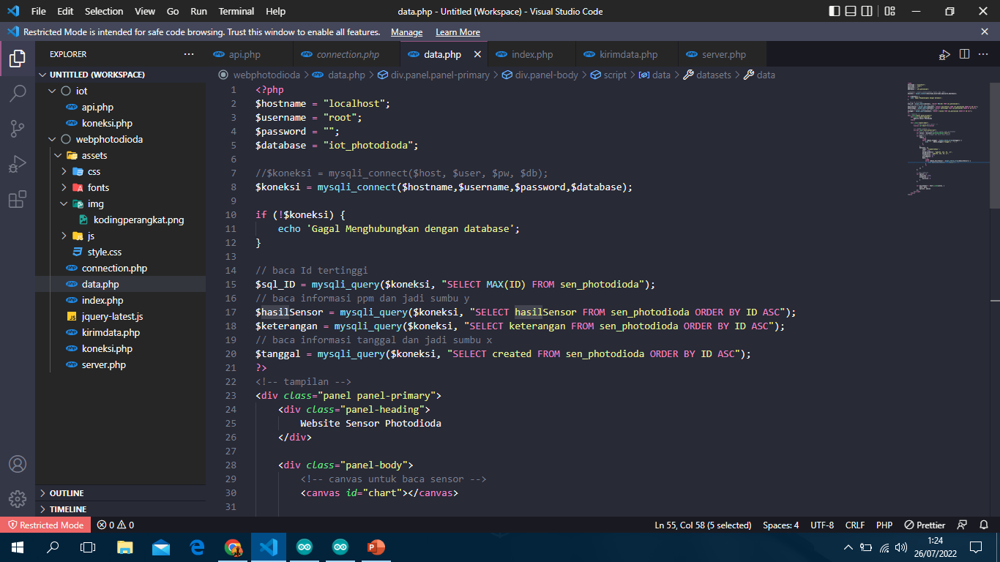 File Edit Selection View Go Run Terminal Help data.php - Untitled (Workspace) - Visual Studio Code
Restricted Mode is intended for safe code browsing. Trust this window to enable all features. Manage Learn More
EXPLORER ··· api.php connection.php data.php index.php kirimdata.php server.php
UNTITLED (WORKSPACE)
webphotodioda > data.php > div.panel.panel-primary > div.panel-body > script > data > datasets > data
iot
api.php
koneksi.php
webphotodioda
assets
css
fonts
img
kodingperangkat.png
js
style.css
connection.php
data.php
index.php
jquery-latest.js
kirimdata.php
koneksi.php
server.php
OUTLINE
TIMELINE
1 <?php
2 $hostname = "localhost";
3 $username = "root";
4 $password = "";
5 $database = "iot_photodioda";
6
7 //$koneksi = mysqli_connect($host, $user, $pw, $db);
8 $koneksi = mysqli_connect($hostname,$username,$password,$database);
9
10 if (!$koneksi) {
11 echo 'Gagal Menghubungkan dengan database';
12 }
13
14 // baca Id tertinggi
15 $sql_ID = mysqli_query($koneksi, "SELECT MAX(ID) FROM sen_photodioda");
16 // baca informasi ppm dan jadi sumbu y
17 $hasilSensor = mysqli_query($koneksi, "SELECT hasilSensor FROM sen_photodioda ORDER BY ID ASC");
18 $keterangan = mysqli_query($koneksi, "SELECT keterangan FROM sen_photodioda ORDER BY ID ASC");
19 // baca informasi tanggal dan jadi sumbu x
20 $tanggal = mysqli_query($koneksi, "SELECT created FROM sen_photodioda ORDER BY ID ASC");
21 ?>
22 <!-- tampilan -->
23 <div class="panel panel-primary">
24 <div class="panel-heading">
25 Website Sensor Photodioda
26 </div>
27
28 <div class="panel-body">
29 <!-- canvas untuk baca sensor -->
30 <canvas id="chart"></canvas>
31
Restricted Mode 0 0 Ln 55, Col 58 (5 selected) Spaces: 4 UTF-8 CRLF PHP Prettier
1:24
26/07/2022